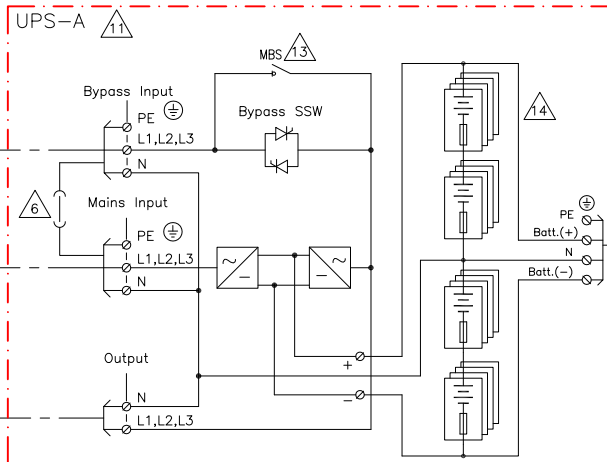 UPS-A 11
MBS 13
Bypass Input
PE
L1,L2,L3
N
Bypass SSW
14
6
Mains Input
PE
L1,L2,L3
N
PE
Batt.(+)
N
Batt.(-)
Output
N
L1,L2,L3
+
-